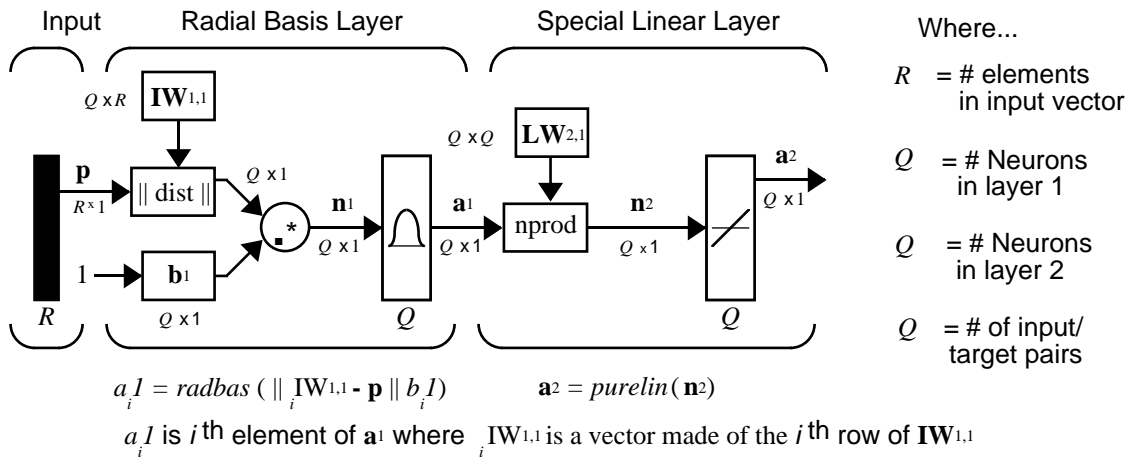 Input
Radial Basis Layer
Special Linear Layer
Where...
Q x R
IW1,1
R = # elements
in input vector
Q x Q
LW2,1
p
R x 1
|| dist ||
Q x 1
.*
n1
Q x 1
a1
Q x 1
nprod
n2
Q x 1
a2
Q x 1
Q = # Neurons
in layer 1
1
b1
Q x 1
R
Q
Q
Q = # Neurons
in layer 2
Q = # of input/
target pairs
ai1 = radbas ( || iIW1,1 - p || bi1)
a2 = purelin( n2)
ai1 is i th element of a1 where iIW1,1 is a vector made of the i th row of IW1,1